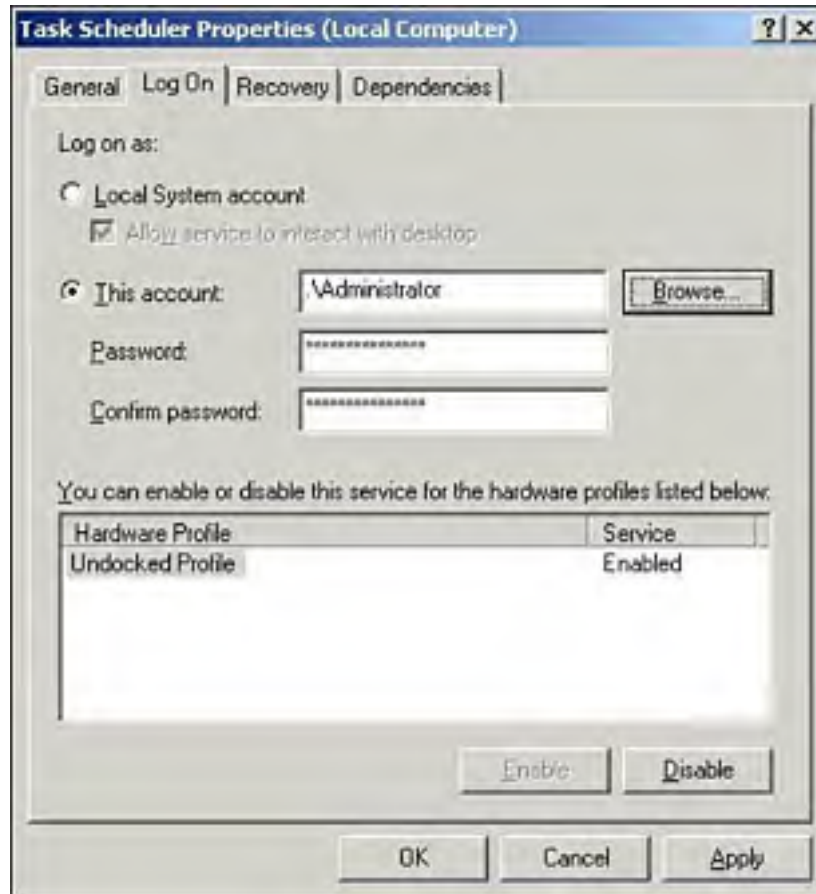 Task Scheduler Properties (Local Computer)
General Log On Recovery Dependencies
Log on as:
Local System account
Allow service to interact with desktop
This account: .\Administrator Browse...
Password: ***************
Confirm password: ***************
You can enable or disable this service for the hardware profiles listed below:
Hardware Profile Service
Undocked Profile Enabled
Enable Disable
OK Cancel Apply